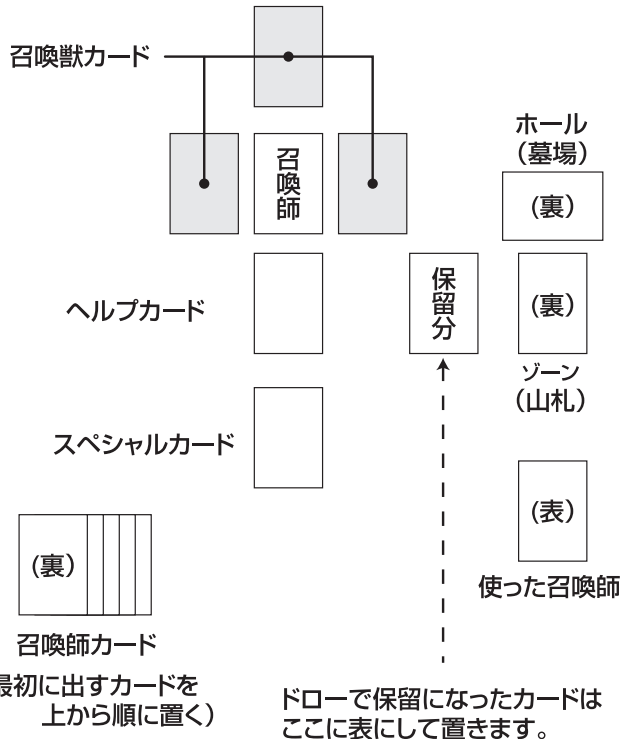 召喚獣カード
召喚師
ホール
(墓場)
(裏)
ヘルプカード
保留分
(裏)
ゾーン
(山札)
スペシャルカード
(表)
使った召喚師
(裏)
召喚師カード
最初に出すカードを
上から順に置く)
ドローで保留になったカードは
ここに表にして置きます。